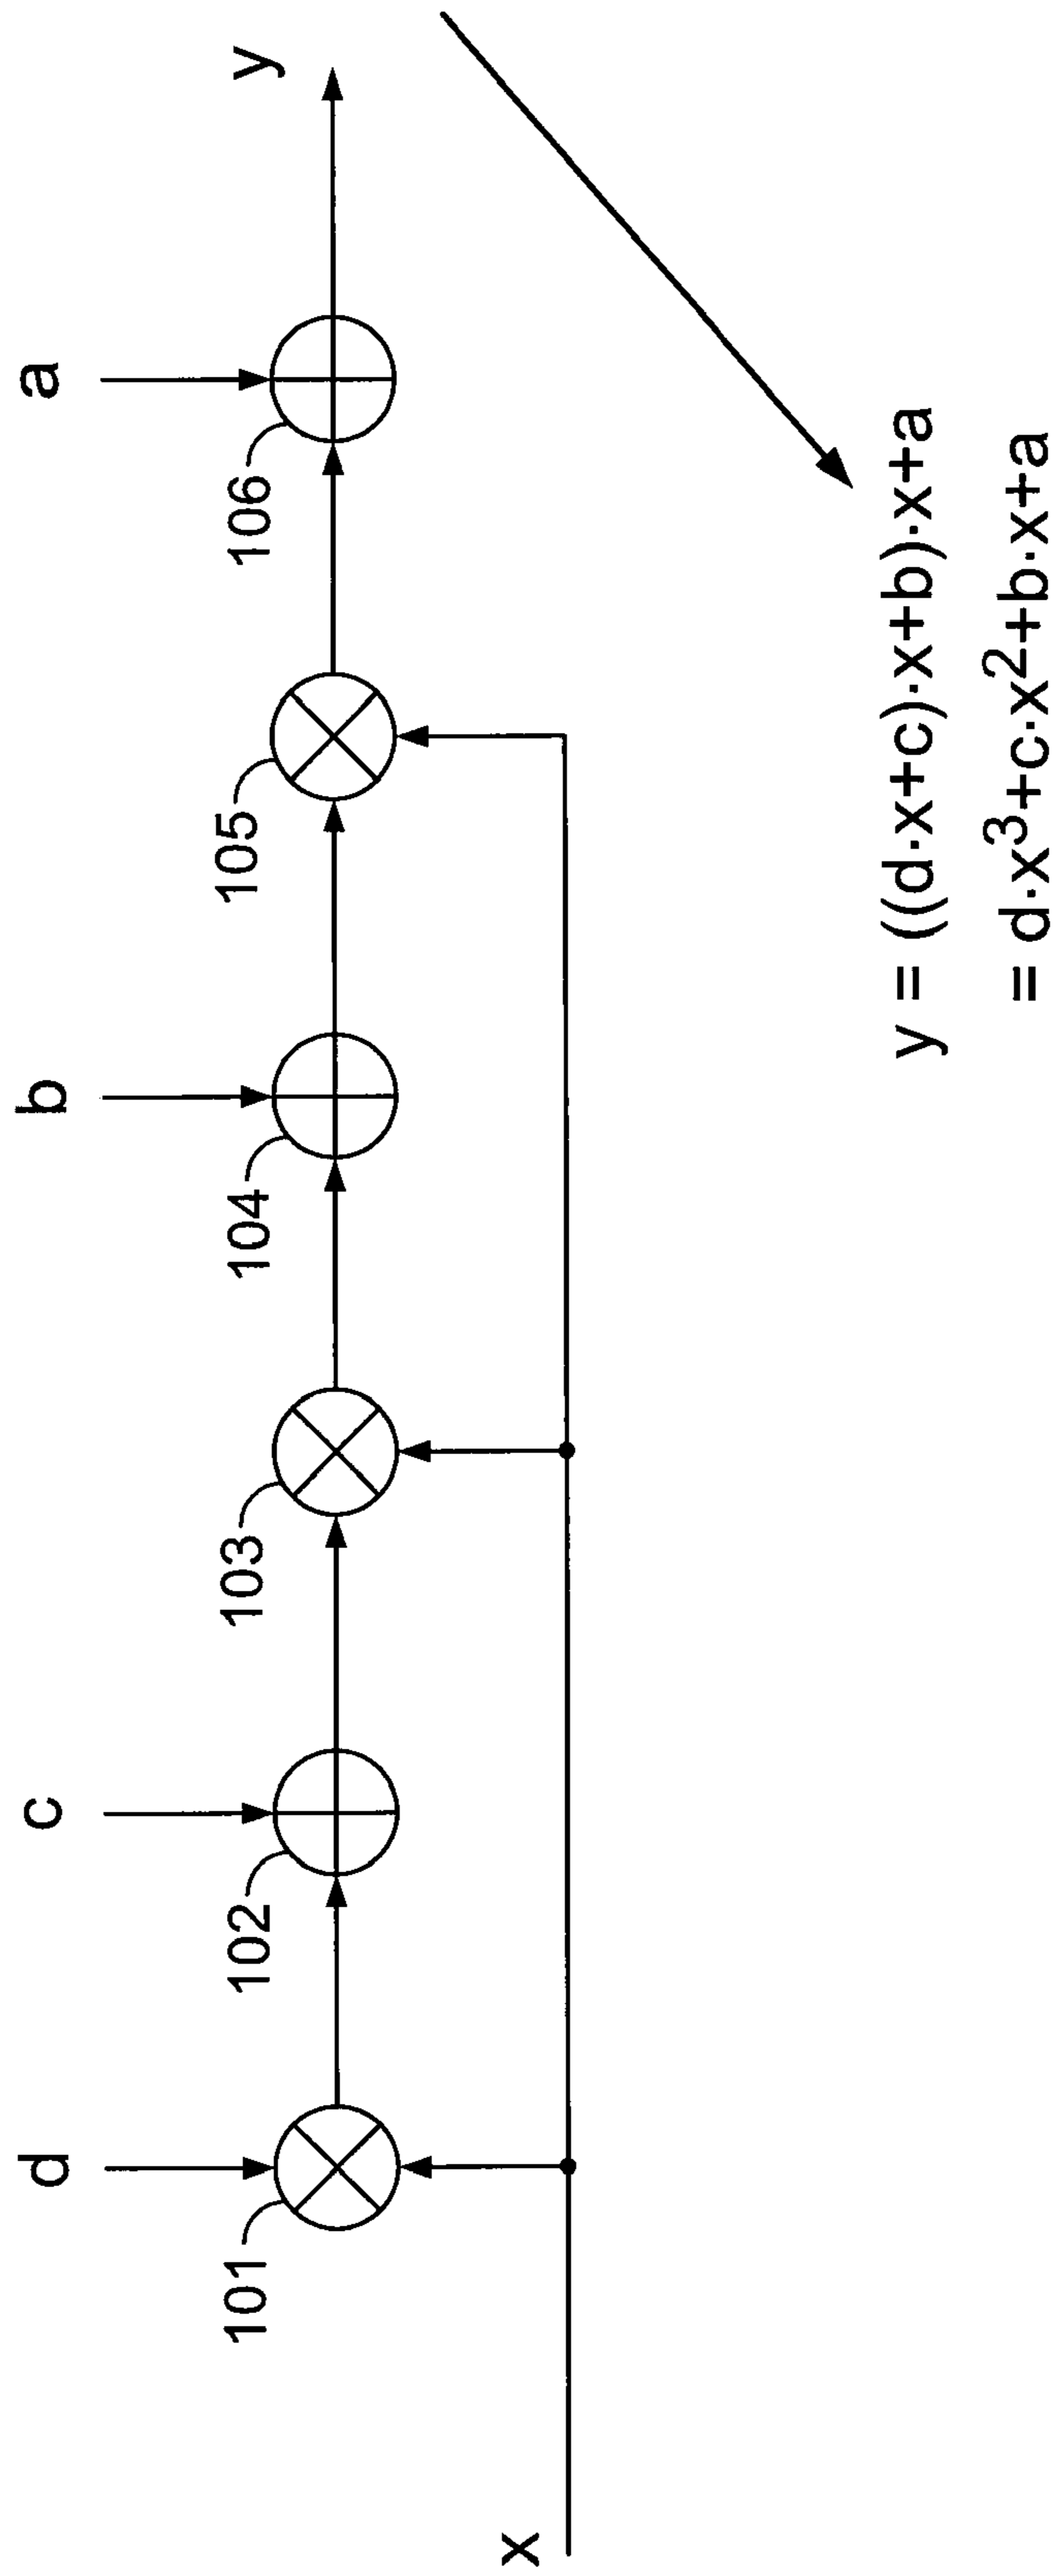 d
c
b
a
101
102
103
104
105
106
y
x
y = ((d·x+c)·x+b)·x+a
= d·x³+c·x²+b·x+a